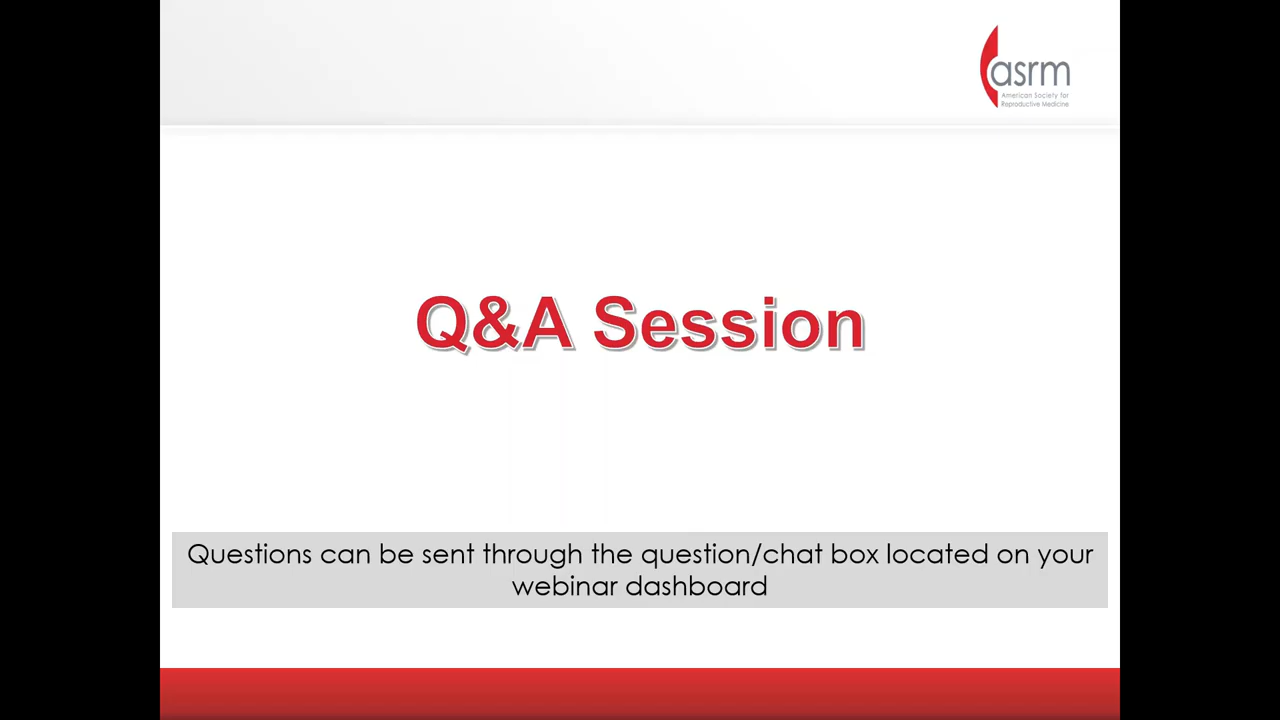 asrm
American Society for
Reproductive Medicine
Q&A Session
Questions can be sent through the question/chat box located on your
webinar dashboard